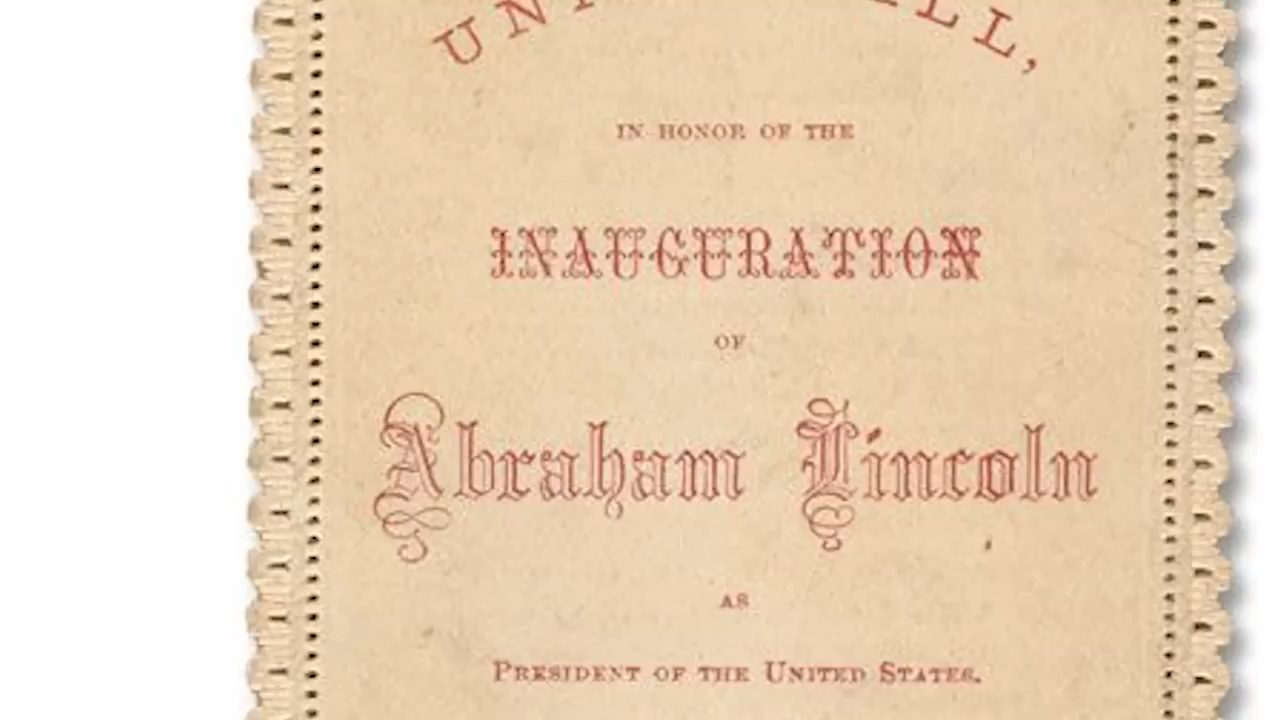 IN HONOR OF THE
INAUGURATION
OF
Abraham Lincoln
AS
PRESIDENT OF THE UNITED STATES.